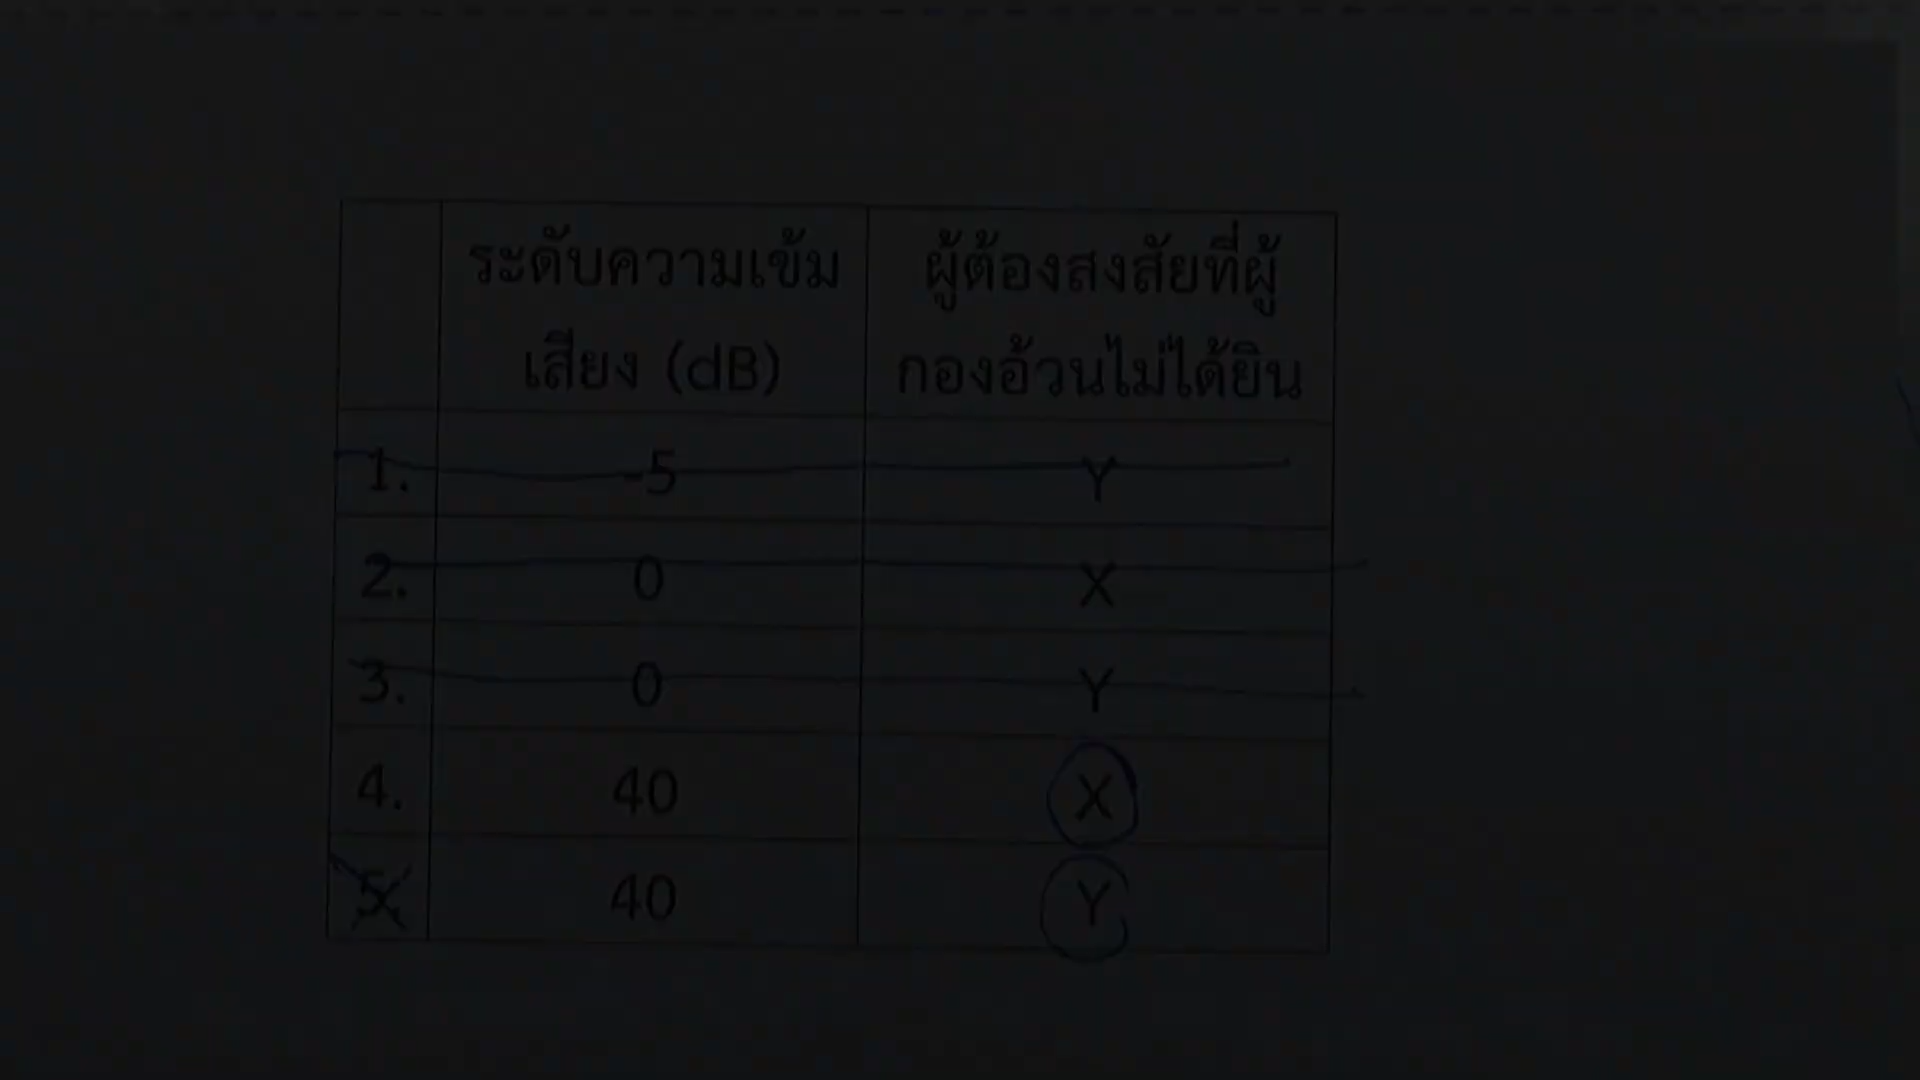 ระดับความเข้ม ผู้ต้องสงสัยที่ผู้
เสียง (dB) กองอ้วนไม่ได้ยิน
1. -5 Y
2. 0 X
3. 0 Y
4. 40 X
5. 40 Y